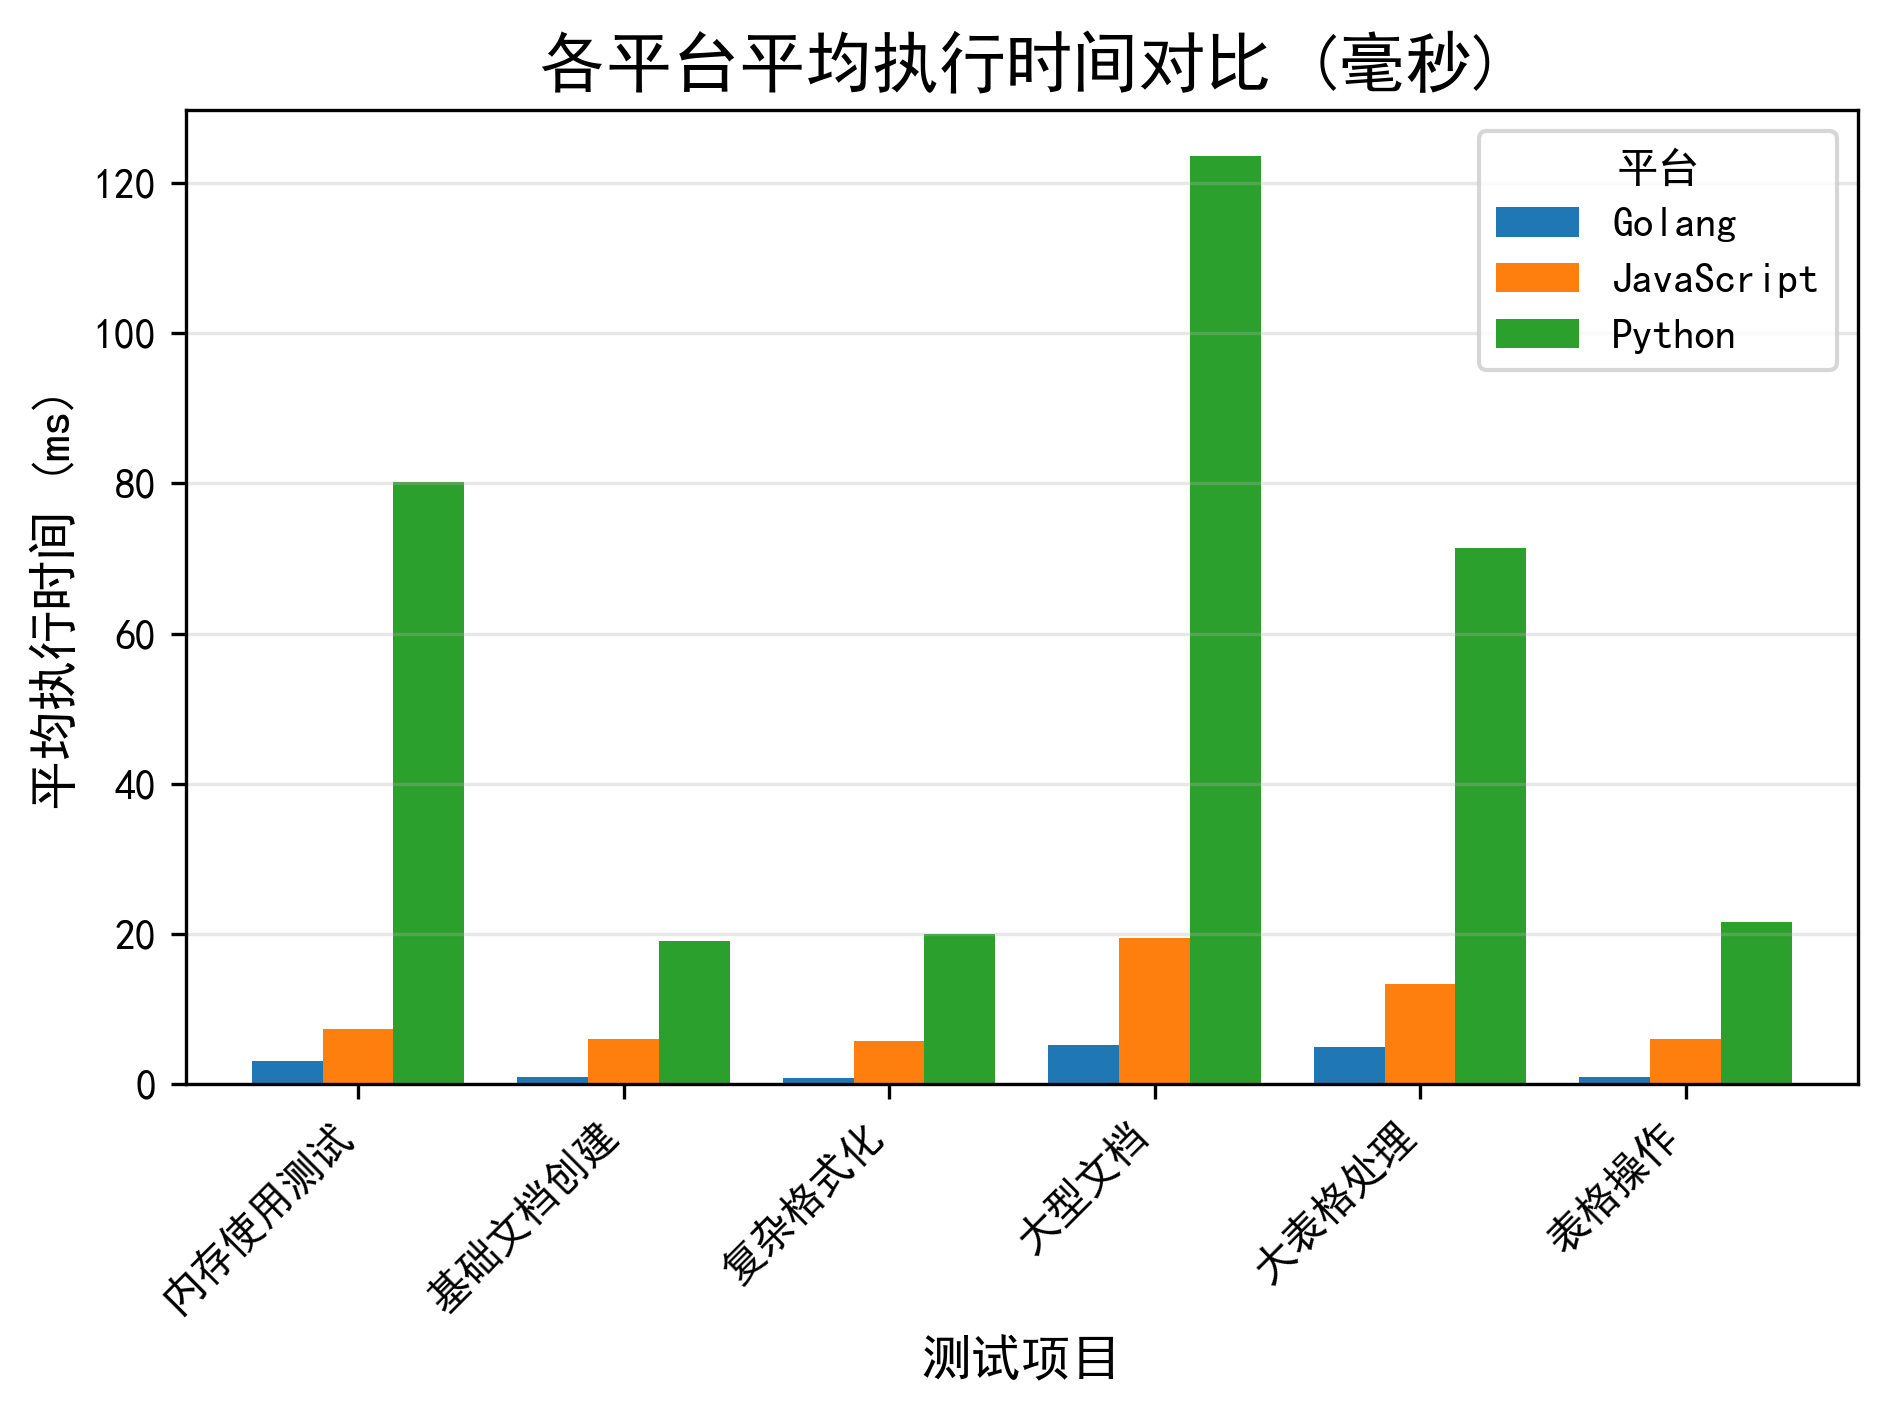 各平台平均执行时间对比 (毫秒)
平台
Golang
JavaScript
Python
平均执行时间 (ms)
120
100
80
60
40
20
0
内存使用测试
基础文档创建
复杂格式化
大型文档
大表格处理
表格操作
测试项目